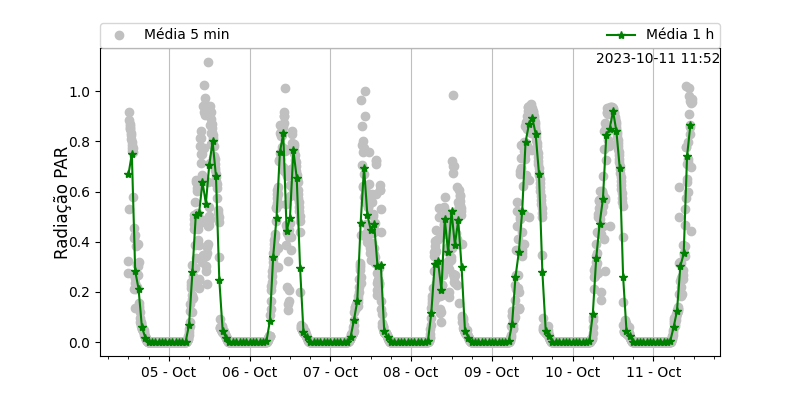 Média 5 min
Média 1 h
2023-10-11 11:52
Radiação PAR
1.0
0.8
0.6
0.4
0.2
0.0
05 - Oct
06 - Oct
07 - Oct
08 - Oct
09 - Oct
10 - Oct
11 - Oct